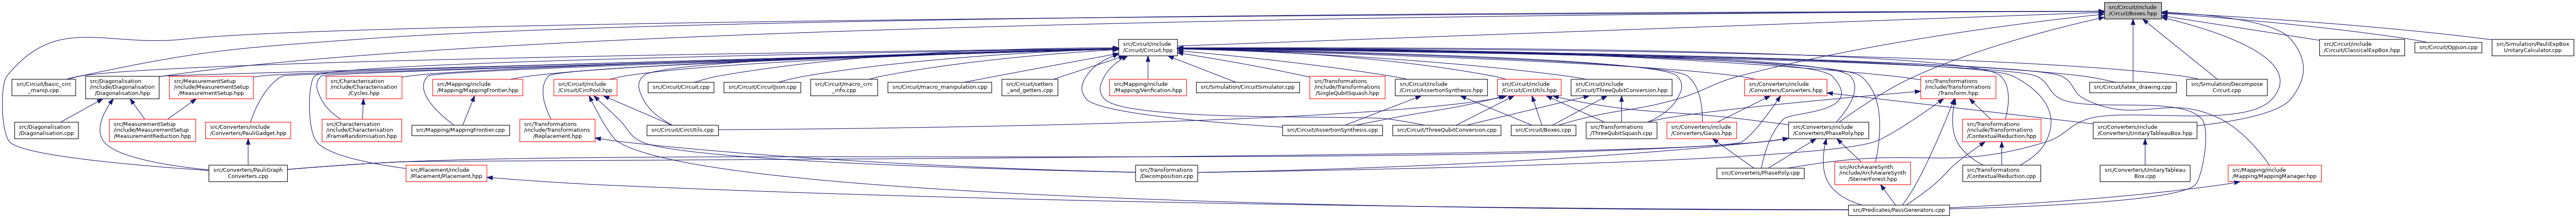 src/Circuit/include
/Circuit/Boxes.hpp
src/Circuit/include
/Circuit/Circuit.hpp
src/Circuit/include
/Circuit/ClassicalExpBox.hpp
src/Circuit/OpJson.cpp
src/Simulation/PauliExpBox
UnitaryCalculator.cpp
src/Circuit/basic_circ
_manip.cpp
src/Diagonalisation
/include/Diagonalisation
/Diagonalisation.hpp
src/MeasurementSetup
/include/MeasurementSetup
/MeasurementSetup.hpp
src/Characterisation
/include/Characterisation
/Cycles.hpp
src/Mapping/include
/Mapping/MappingFrontier.hpp
src/Circuit/include
/Circuit/CircPool.hpp
src/Circuit/Circuit.cpp
src/Circuit/CircuitJson.cpp
src/Circuit/macro_circ
_info.cpp
src/Circuit/macro_manipulation.cpp
src/Circuit/setters
_and_getters.cpp
src/Mapping/include
/Mapping/Verification.hpp
src/Simulation/CircuitSimulator.cpp
src/Transformations
/include/Transformations
/SingleQubitSquash.hpp
src/Circuit/include
/Circuit/AssertionSynthesis.hpp
src/Circuit/include
/Circuit/CircUtils.hpp
src/Circuit/include
/Circuit/ThreeQubitConversion.hpp
src/Converters/include
/Converters/Converters.hpp
src/Transformations
/include/Transformations
/Transform.hpp
src/Circuit/latex_drawing.cpp
src/Simulation/Decompose
Circuit.cpp
src/Diagonalisation
/Diagonalisation.cpp
src/MeasurementSetup
/include/MeasurementSetup
/MeasurementReduction.hpp
src/Converters/include
/Converters/PauliGadget.hpp
src/Characterisation
/include/Characterisation
/FrameRandomisation.hpp
src/Mapping/MappingFrontier.cpp
src/Transformations
/include/Transformations
/Replacement.hpp
src/Circuit/CircUtils.cpp
src/Circuit/AssertionSynthesis.cpp
src/Circuit/ThreeQubitConversion.cpp
src/Circuit/Boxes.cpp
src/Transformations
/ThreeQubitSquash.cpp
src/Converters/include
/Converters/Gauss.hpp
src/Converters/include
/Converters/PhasePoly.hpp
src/Transformations
/include/Transformations
/ContextualReduction.hpp
src/Converters/include
/Converters/UnitaryTableauBox.hpp
src/Converters/PauliGraph
Converters.cpp
src/Placement/include
/Placement/Placement.hpp
src/Transformations
/Decomposition.cpp
src/Converters/PhasePoly.cpp
src/ArchAwareSynth
/include/ArchAwareSynth
/SteinerForest.hpp
src/Transformations
/ContextualReduction.cpp
src/Converters/UnitaryTableau
Box.cpp
src/Mapping/include
/Mapping/MappingManager.hpp
src/Predicates/PassGenerators.cpp